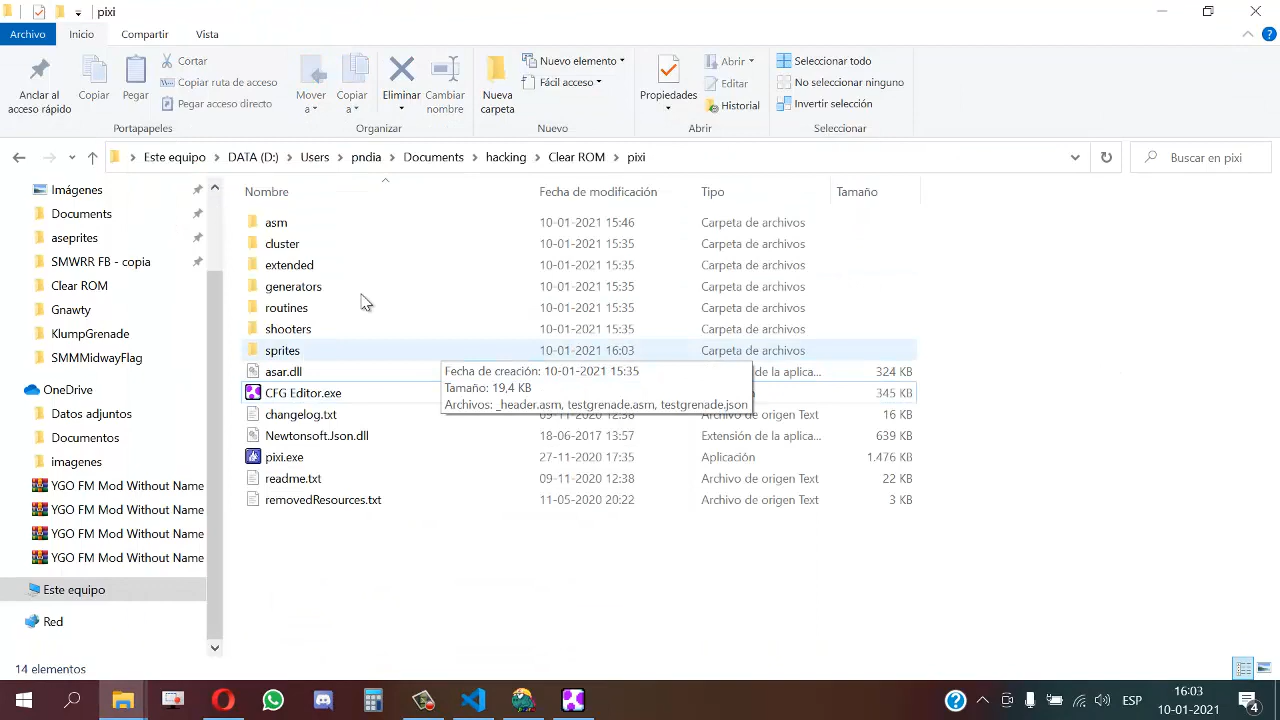 pixi
Archivo Inicio Compartir Vista
Andar al acceso rápido
Copiar
Pegar
Cortar
Copiar ruta de acceso
Pegar acceso directo
Portapapeles
Mover a
Copiar a
Eliminar
Cambiar nombre
Organizar
Nueva carpeta
Nuevo elemento
Fácil acceso
Nuevo
Propiedades
Abrir
Editar
Historial
Abrir
Seleccionar todo
No seleccionar ninguno
Invertir selección
Seleccionar
Este equipo > DATA (D:) > Users > pndia > Documents > hacking > Clear ROM > pixi
Buscar en pixi
Imágenes
Documents
aseprites
SMWRR FB - copia
Clear ROM
Gnawty
KlumpGrenade
SMMMidwayFlag
OneDrive
Datos adjuntos
Documentos
imagenes
YGO FM Mod Without Name
YGO FM Mod Without Name
YGO FM Mod Without Name
YGO FM Mod Without Name
Este equipo
Red
Nombre Fecha de modificación Tipo Tamaño
asm 10-01-2021 15:46 Carpeta de archivos
cluster 10-01-2021 15:35 Carpeta de archivos
extended 10-01-2021 15:35 Carpeta de archivos
generators 10-01-2021 15:35 Carpeta de archivos
routines 10-01-2021 15:35 Carpeta de archivos
shooters 10-01-2021 15:35 Carpeta de archivos
sprites 10-01-2021 16:03 Carpeta de archivos
asar.dll de la aplica... 324 KB
CFG Editor.exe 345 KB
changelog.txt 09-11-2020 12:38 Archivo de origen Text 16 KB
Newtonsoft.Json.dll 18-06-2017 13:57 Extensión de la aplica... 639 KB
pixi.exe 27-11-2020 17:35 Aplicación 1.476 KB
readme.txt 09-11-2020 12:38 Archivo de origen Text 22 KB
removedResources.txt 11-05-2020 20:22 Archivo de origen Text 3 KB
Fecha de creación: 10-01-2021 15:35
Tamaño: 19,4 KB
Archivos: _header.asm, testgrenade.asm, testgrenade.json
14 elementos
ESP
16:03
10-01-2021
4